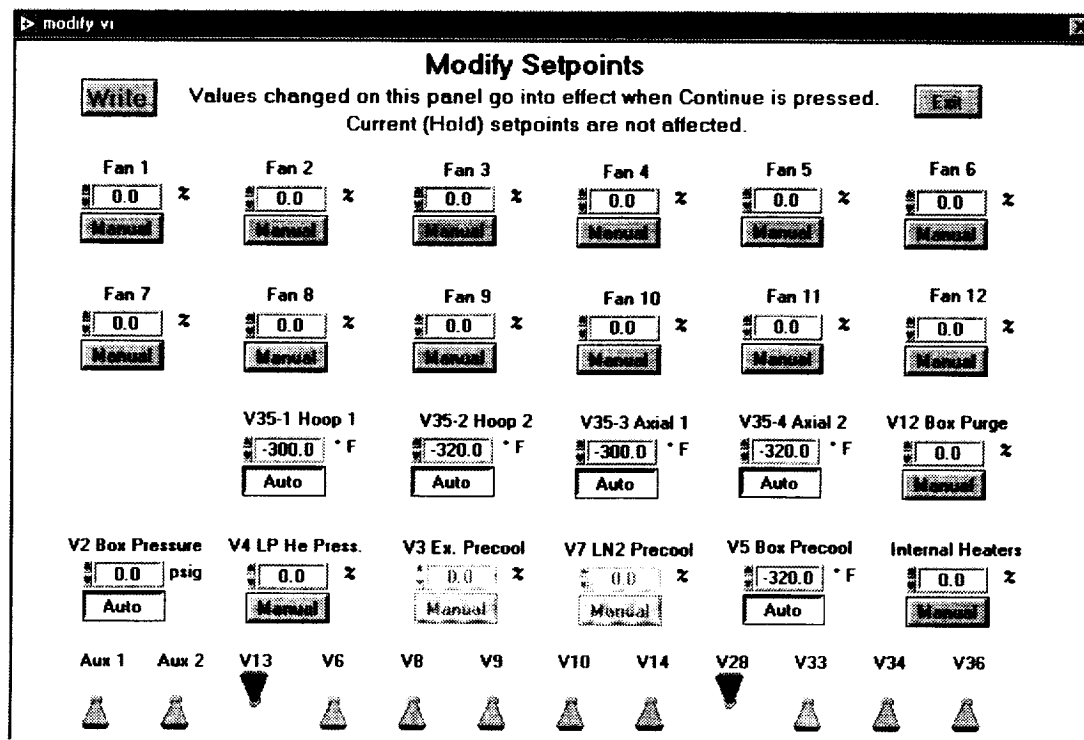 modify vi
Modify Setpoints
Write Values changed on this panel go into effect when Continue is pressed. Exit
Current (Hold) setpoints are not affected.
Fan 1 Fan 2 Fan 3 Fan 4 Fan 5 Fan 6
0.0 % 0.0 % 0.0 % 0.0 % 0.0 % 0.0 %
Manual Manual Manual Manual Manual Manual
Fan 7 Fan 8 Fan 9 Fan 10 Fan 11 Fan 12
0.0 % 0.0 % 0.0 % 0.0 % 0.0 % 0.0 %
Manual Manual Manual Manual Manual Manual
V35-1 Hoop 1 V35-2 Hoop 2 V35-3 Axial 1 V35-4 Axial 2 V12 Box Purge
-300.0 ° F -320.0 ° F -300.0 ° F -320.0 ° F 0.0 %
Auto Auto Auto Auto Manual
V2 Box Pressure V4 LP He Press. V3 Ex. Precool V7 LN2 Precool V5 Box Precool Internal Heaters
0.0 psig 0.0 % 0.0 % 0.0 % -320.0 ° F 0.0 %
Auto Manual Manual Manual Auto Manual
Aux 1 Aux 2 V13 V6 V8 V9 V10 V14 V28 V33 V34 V36